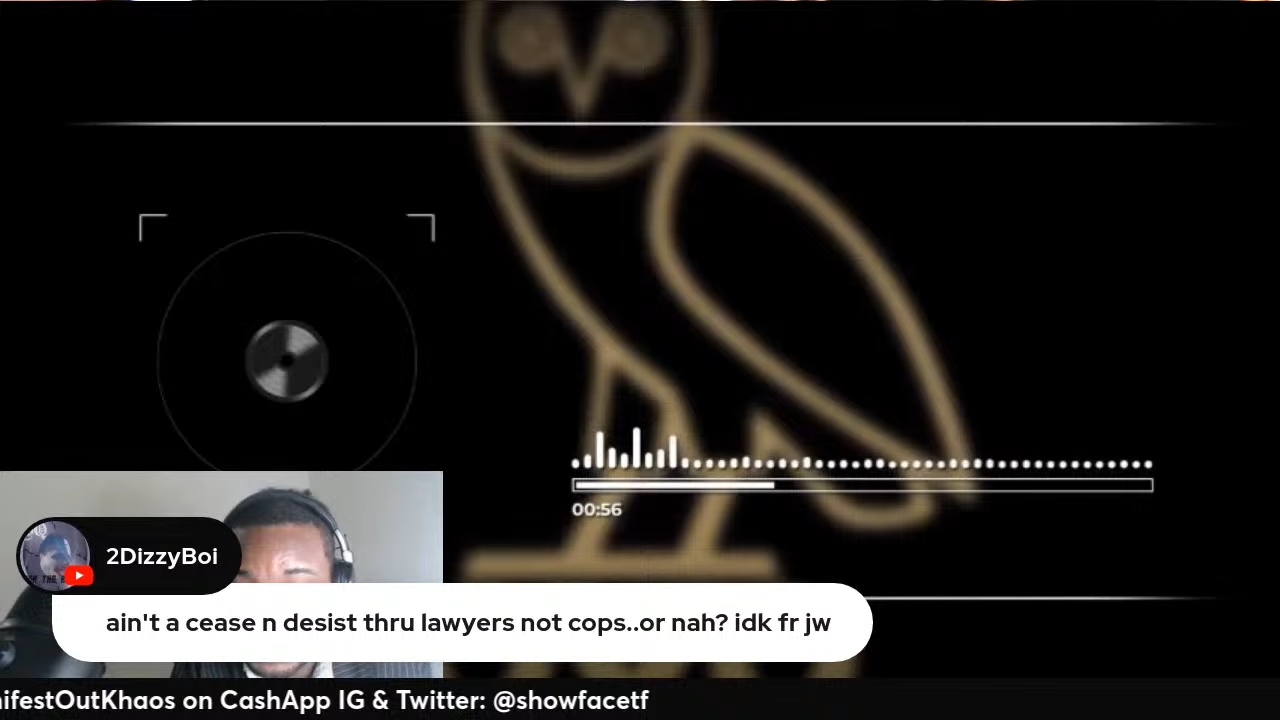 00:56
2DizzyBoi
ain't a cease n desist thru lawyers not cops..or nah? idk fr jw
nifestOutKhaos on CashApp IG & Twitter: @showfacetf